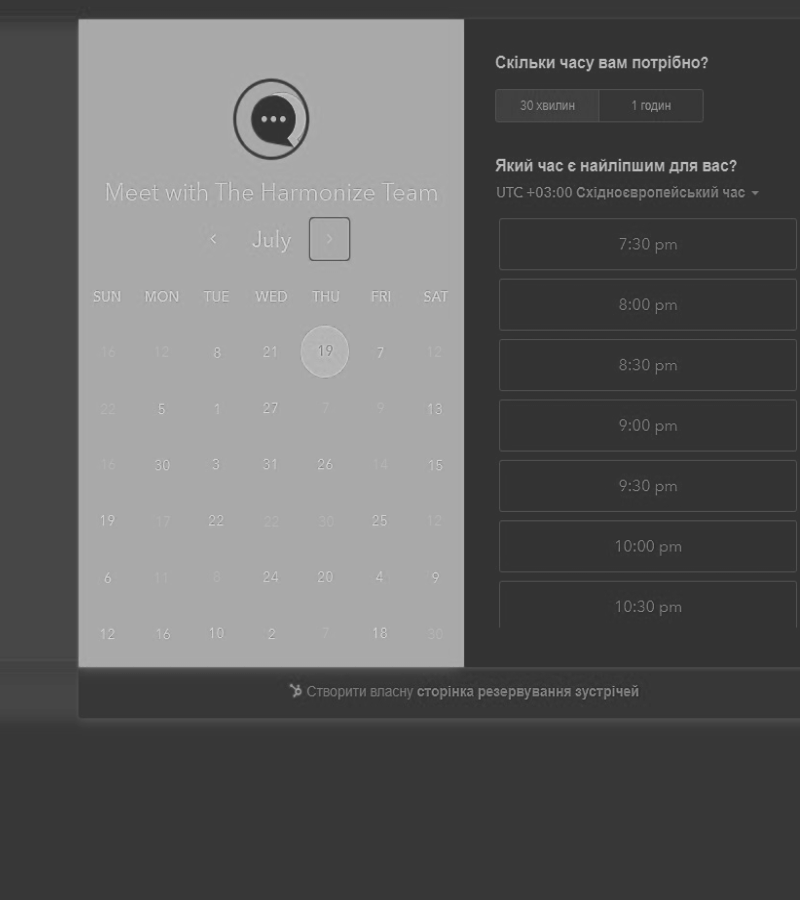 Meet with The Harmonize Team
July
SUN MON TUE WED THU FRI SAT
16 12 8 21 19 7 12
22 5 1 27 7 9 13
16 30 3 31 26 14 15
19 17 22 22 30 25 12
6 11 6 24 20 4 9
12 16 10 2 7 18 30
Скільки часу вам потрібно?
30 хвилин 1 годин
Який час є найліпшим для вас?
UTC +03:00 Східноєвропейський час
7:30 pm
8:00 pm
8:30 pm
9:00 pm
9:30 pm
10:00 pm
10:30 pm
Створити власну сторінка резервування зустрічей